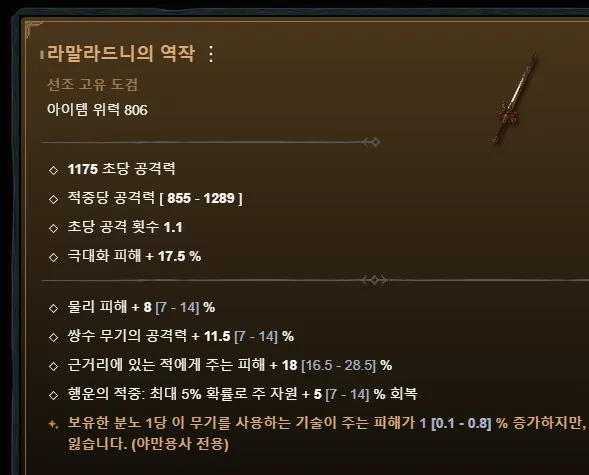 라말라드니의 역작
선조 고유 도검
아이템 위력 806
1175 초당 공격력
적중당 공격력 [ 855 - 1289 ]
초당 공격 횟수 1.1
극대화 피해 + 17.5 %
물리 피해 + 8 [7 - 14] %
쌍수 무기의 공격력 + 11.5 [7 - 14] %
근거리에 있는 적에게 주는 피해 + 18 [16.5 - 28.5] %
행운의 적중: 최대 5% 확률로 주 자원 + 5 [7 - 14] % 회복
보유한 분노 1당 이 무기를 사용하는 기술이 주는 피해가 1 [0.1 - 0.8] % 증가하지만,
잃습니다. (야만용사 전용)